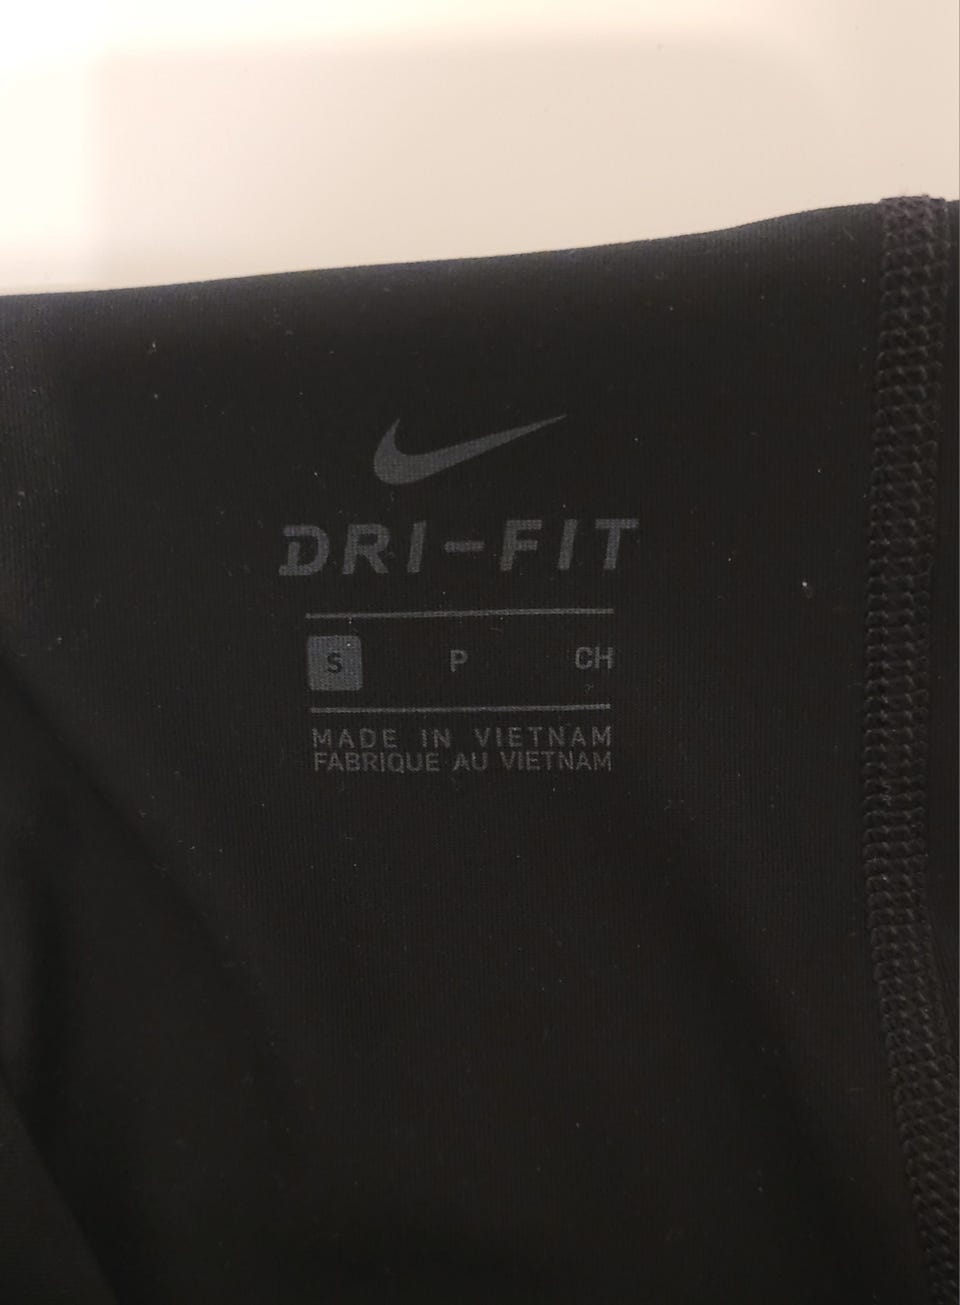 DRI-FIT
S P CH
MADE IN VIETNAM
FABRIQUE AU VIETNAM